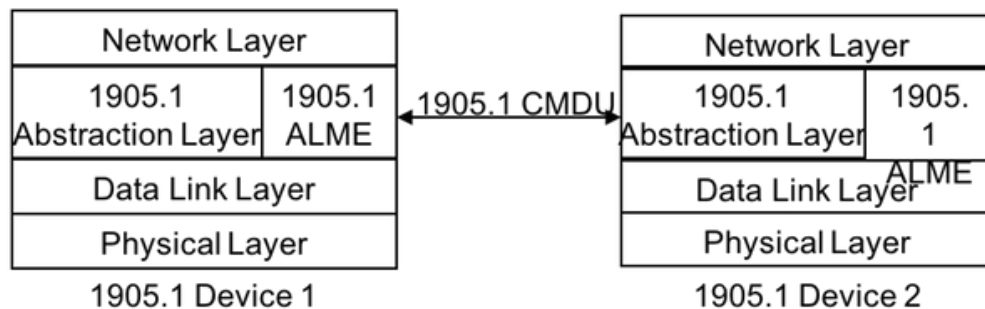 Network Layer
1905.1
Abstraction Layer
1905.1
ALME
Data Link Layer
Physical Layer
1905.1 Device 1
1905.1 CMDU
Network Layer
1905.1
Abstraction Layer
1905.
1
ALME
Data Link Layer
Physical Layer
1905.1 Device 2